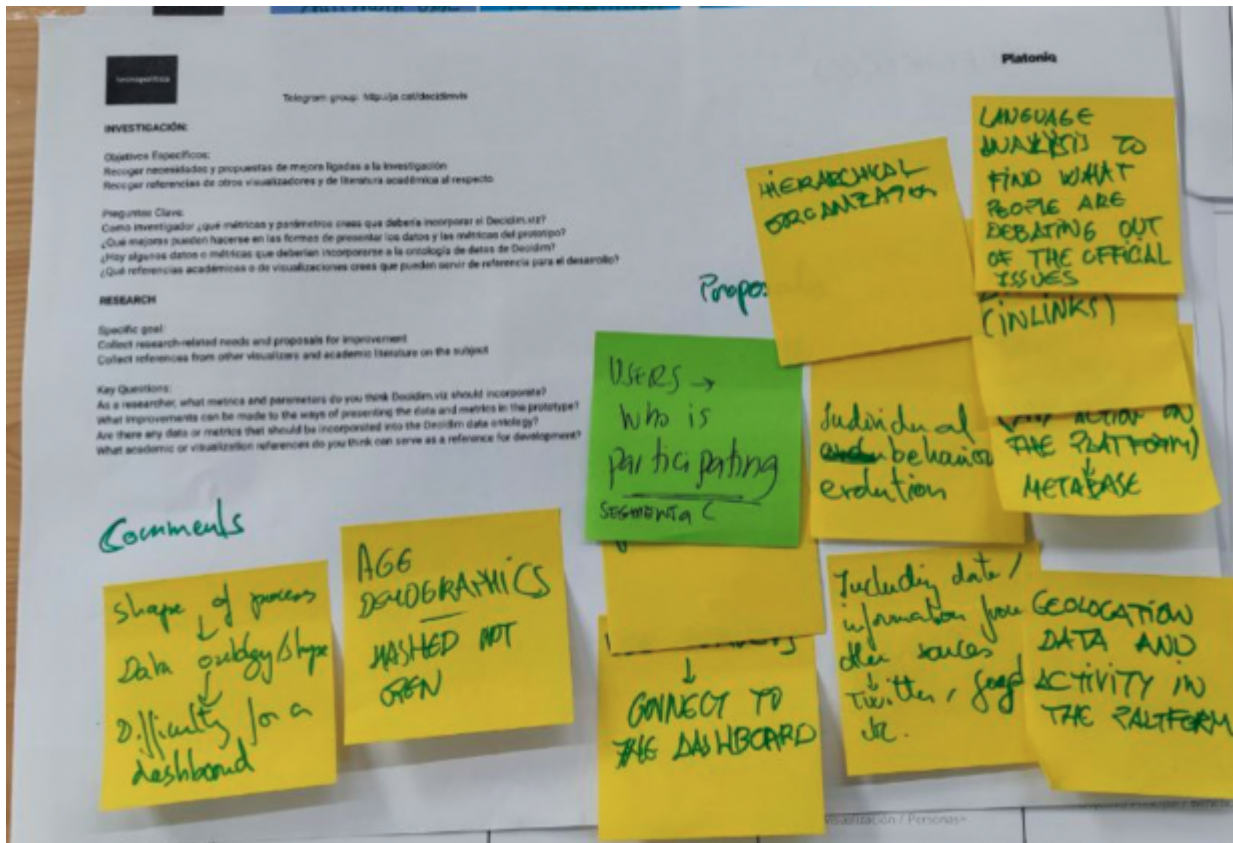 tecnopolítica
Platoniq
Telegram group: http://ja.cat/decidimvis
INVESTIGACIÓN:
Objetivos Específicos:
Recoger necesidades y propuestas de mejora ligadas a la investigación
Recoger referencias de otros visualizadores y de literatura académica al respecto
Preguntas Clave:
Como investigador ¿qué métricas y parámetros creas que debería incorporar el Decidim.viz?
¿Qué mejoras pueden hacerse en las formas de presentar los datos y las métricas del prototipo?
¿Hay algunos datos o métricas que deberían incorporarse a la ontología de datos de Decidim?
¿Qué referencias académicas o de visualizaciones creas que pueden servir de referencia para el desarrollo?
RESEARCH
Specific goal:
Collect research-related needs and proposals for improvement
Collect references from other visualizers and academic literature on the subject
Key Questions:
As a researcher, what metrics and parameters do you think Decidim.viz should incorporate?
What improvements can be made to the ways of presenting the data and metrics in the prototype?
Are there any data or metrics that should be incorporated into the Decidim data ontology?
What academic or visualization references do you think can serve as a reference for development?
Comments
shape of process
↓
Data ontology/shape
↓
Difficulty for a
dashboard
AGE
DEMOGRAPHICS
HASHED NOT
OPEN
Propos
USERS →
Who is
participating
SEGMENTA
↓
CONNECT TO
THE DASHBOARD
HIERARCHICAL
ORGANIZATION
Individual
behavior
evolution
LANGUAGE
ANALYSIS TO
FIND WHAT
PEOPLE ARE
DEBATING OUT
OF THE OFFICAL
ISSUES
(INLINKS)
ACTION ON
THE PLATFORM)
↓
METABASE
Including data /
information from
other sources
↓
Twitter,
GEOLOCATION
DATA AND
ACTIVITY IN
THE PALTFORM
Visualización / Personas>